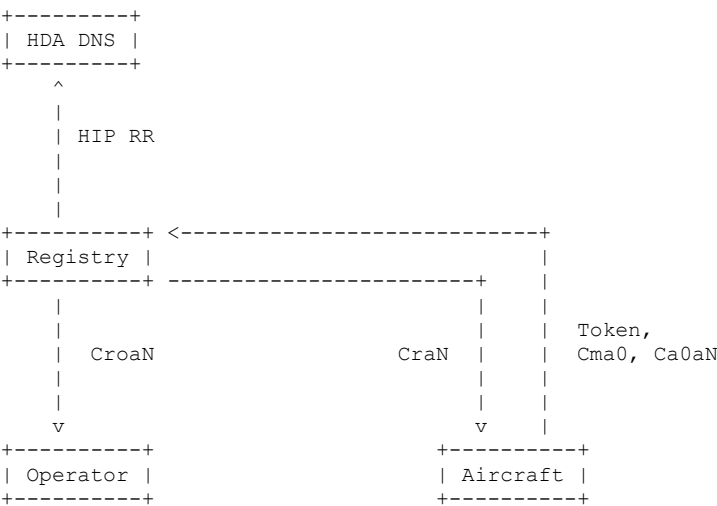 HDA DNS
HIP RR
Registry
Token,
CroaN CraN Cma0, Ca0aN
Operator Aircraft